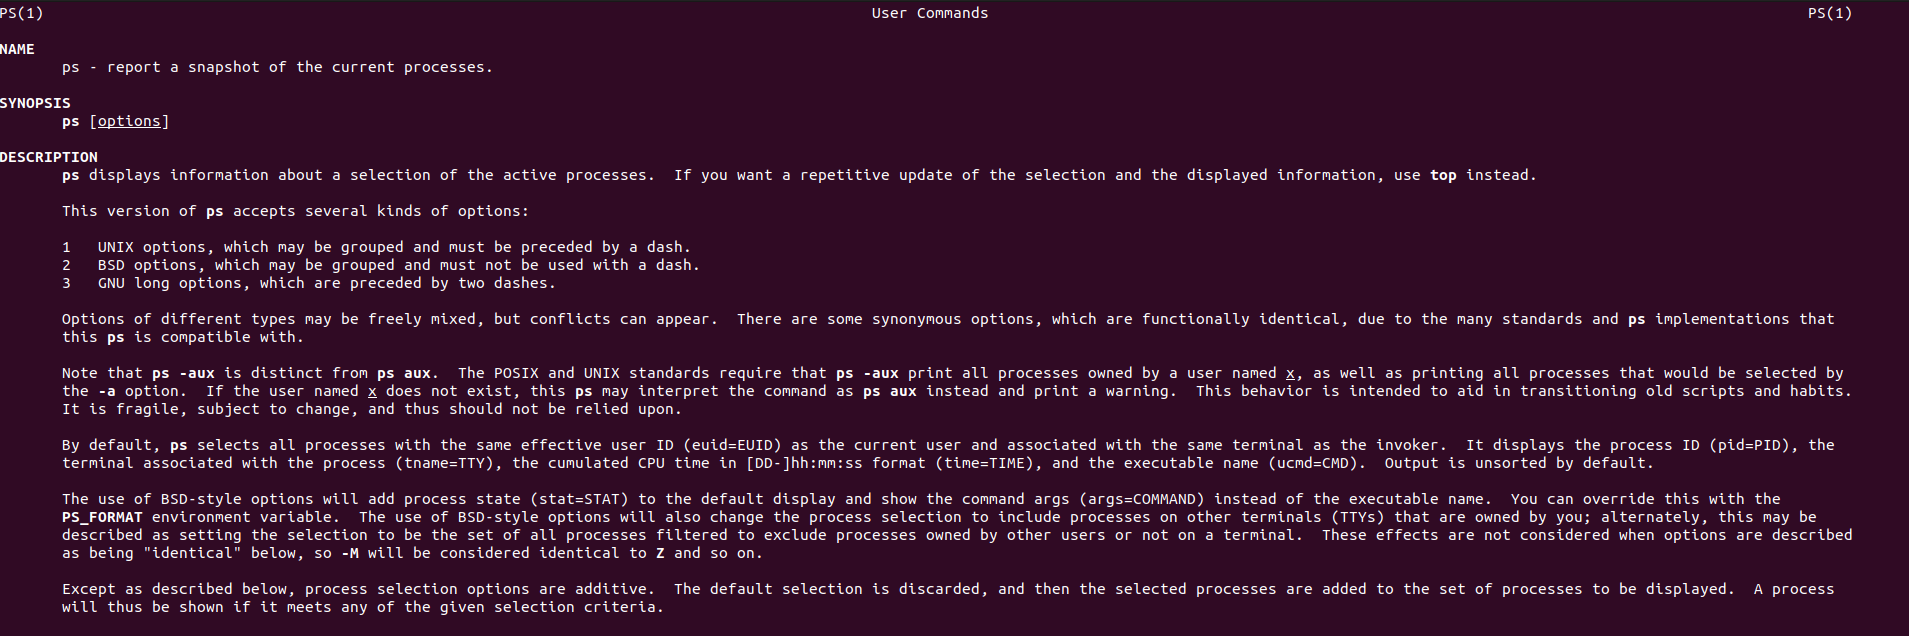 PS(1) User Commands PS(1)
NAME
ps - report a snapshot of the current processes.
SYNOPSIS
ps [options]
DESCRIPTION
ps displays information about a selection of the active processes.  If you want a repetitive update of the selection and the displayed information, use top instead.
This version of ps accepts several kinds of options:
1   UNIX options, which may be grouped and must be preceded by a dash.
2   BSD options, which may be grouped and must not be used with a dash.
3   GNU long options, which are preceded by two dashes.
Options of different types may be freely mixed, but conflicts can appear.  There are some synonymous options, which are functionally identical, due to the many standards and ps implementations that
this ps is compatible with.
Note that ps -aux is distinct from ps aux.  The POSIX and UNIX standards require that ps -aux print all processes owned by a user named x, as well as printing all processes that would be selected by
the -a option.  If the user named x does not exist, this ps may interpret the command as ps aux instead and print a warning.  This behavior is intended to aid in transitioning old scripts and habits.
It is fragile, subject to change, and thus should not be relied upon.
By default, ps selects all processes with the same effective user ID (euid=EUID) as the current user and associated with the same terminal as the invoker.  It displays the process ID (pid=PID), the
terminal associated with the process (tname=TTY), the cumulated CPU time in [DD-]hh:mm:ss format (time=TIME), and the executable name (ucmd=CMD).  Output is unsorted by default.
The use of BSD-style options will add process state (stat=STAT) to the default display and show the command args (args=COMMAND) instead of the executable name.  You can override this with the
PS_FORMAT environment variable.  The use of BSD-style options will also change the process selection to include processes on other terminals (TTYs) that are owned by you; alternately, this may be
described as setting the selection to be the set of all processes filtered to exclude processes owned by other users or not on a terminal.  These effects are not considered when options are described
as being "identical" below, so -M will be considered identical to Z and so on.
Except as described below, process selection options are additive.  The default selection is discarded, and then the selected processes are added to the set of processes to be displayed.  A process
will thus be shown if it meets any of the given selection criteria.